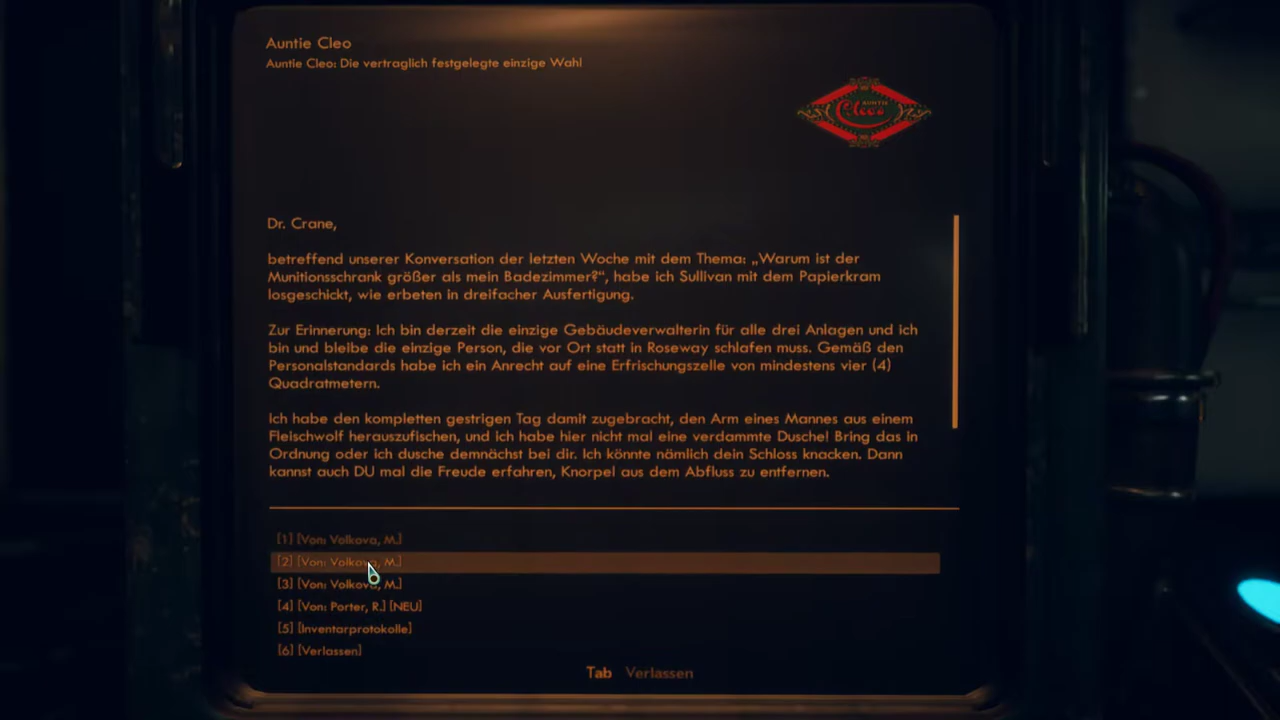 Auntie Cleo
Auntie Cleo: Die vertraglich festgelegte einzige Wahl
AUNTIE
Cleo's
Dr. Crane,
betreffend unserer Konversation der letzten Woche mit dem Thema: „Warum ist der
Munitionsschrank größer als mein Badezimmer?“, habe ich Sullivan mit dem Papierkram
losgeschickt, wie erbeten in dreifacher Ausfertigung.
Zur Erinnerung: Ich bin derzeit die einzige Gebäudeverwalterin für alle drei Anlagen und ich
bin und bleibe die einzige Person, die vor Ort statt in Roseway schlafen muss. Gemäß den
Personalstandards habe ich ein Anrecht auf eine Erfrischungszelle von mindestens vier (4)
Quadratmetern.
Ich habe den kompletten gestrigen Tag damit zugebracht, den Arm eines Mannes aus einem
Fleischwolf herauszufischen, und ich habe hier nicht mal eine verdammte Dusche! Bring das in
Ordnung oder ich dusche demnächst bei dir. Ich könnte nämlich dein Schloss knacken. Dann
kannst auch DU mal die Freude erfahren, Knorpel aus dem Abfluss zu entfernen.
[1] [Von: Volkova, M.]
[2] [Von: Volkova, M.]
[3] [Von: Volkova, M.]
[4] [Von: Porter, R.] [NEU]
[5] [Inventarprotokolle]
[6] [Verlassen]
Tab Verlassen